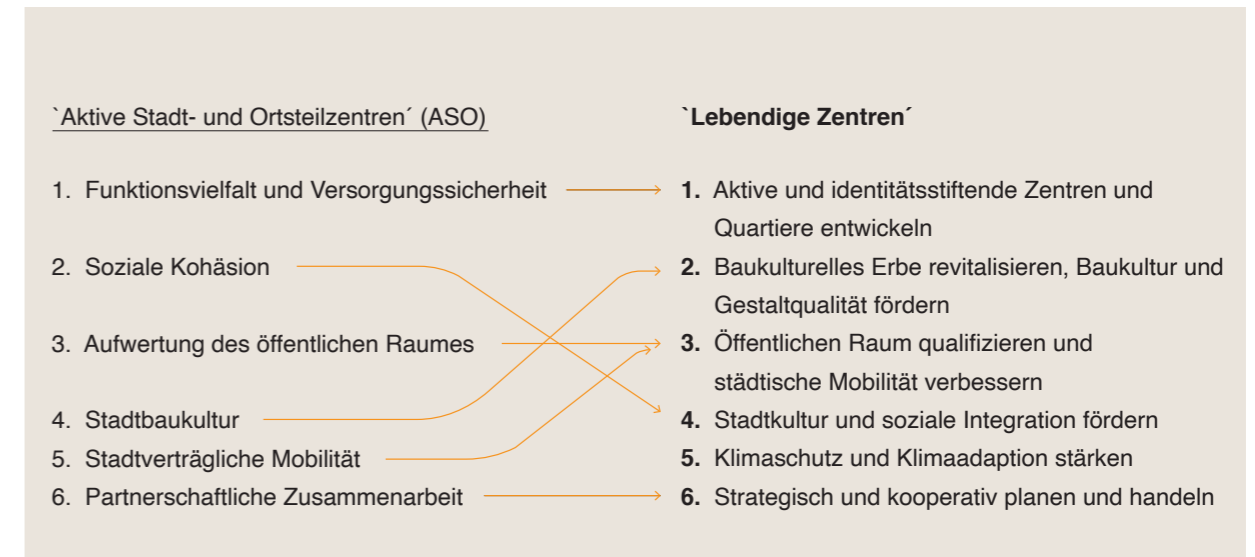 `Aktive Stadt- und Ortsteilzentren´ (ASO)
1. Funktionsvielfalt und Versorgungssicherheit
2. Soziale Kohäsion
3. Aufwertung des öffentlichen Raumes
4. Stadtbaukultur
5. Stadtverträgliche Mobilität
6. Partnerschaftliche Zusammenarbeit
`Lebendige Zentren´
1. Aktive und identitätsstiftende Zentren und
Quartiere entwickeln
2. Baukulturelles Erbe revitalisieren, Baukultur und
Gestaltqualität fördern
3. Öffentlichen Raum qualifizieren und
städtische Mobilität verbessern
4. Stadtkultur und soziale Integration fördern
5. Klimaschutz und Klimaadaption stärken
6. Strategisch und kooperativ planen und handeln